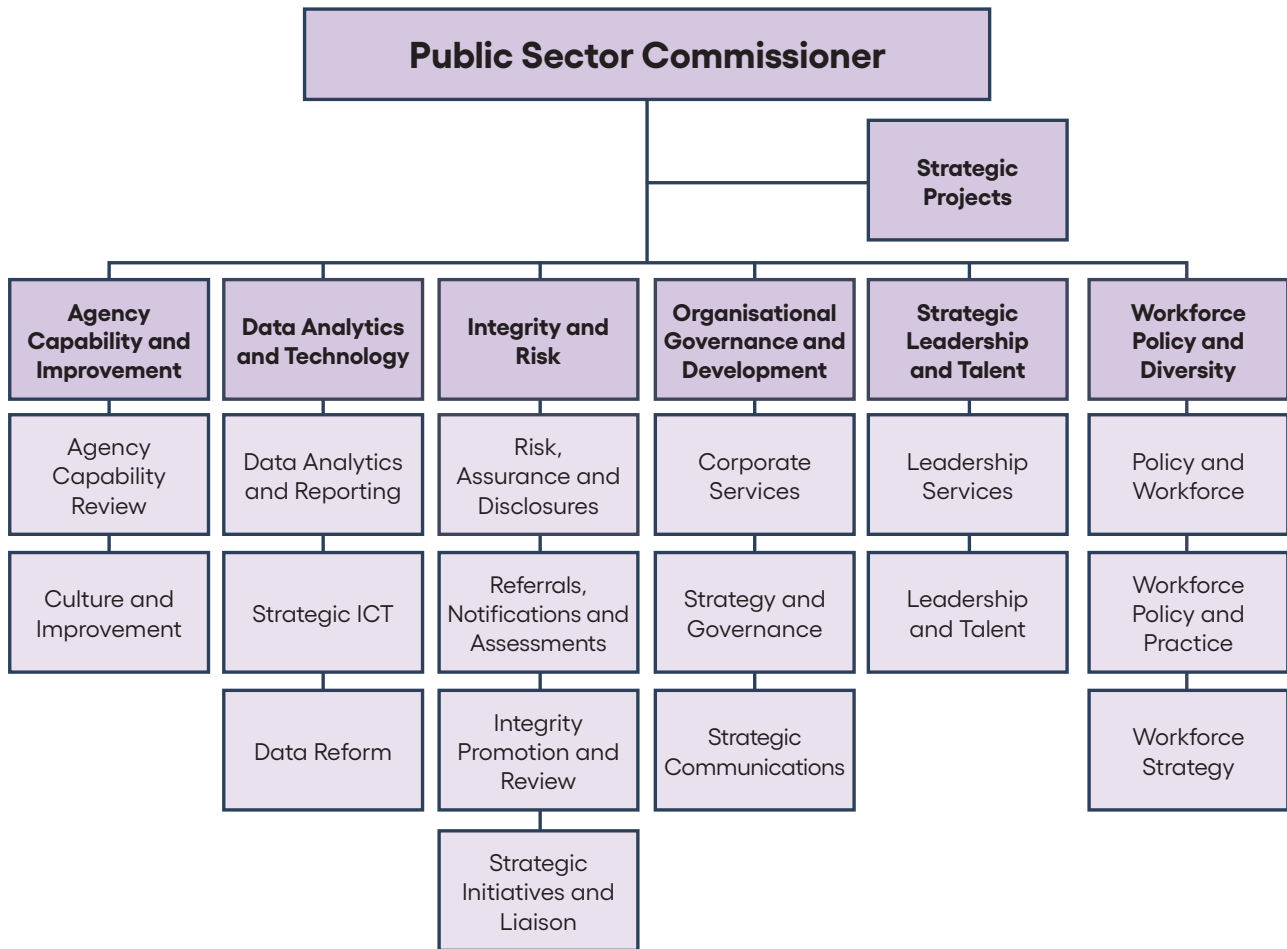 Public Sector Commissioner
Strategic
Projects
Agency
Capability and
Improvement
Data Analytics
and Technology
Integrity and
Risk
Organisational
Governance and
Development
Strategic
Leadership
and Talent
Workforce
Policy and
Diversity
Agency
Capability
Review
Data Analytics
and Reporting
Risk,
Assurance and
Disclosures
Corporate
Services
Leadership
Services
Policy and
Workforce
Culture and
Improvement
Strategic ICT
Referrals,
Notifications and
Assessments
Strategy and
Governance
Leadership
and Talent
Workforce
Policy and
Practice
Data Reform
Integrity
Promotion and
Review
Strategic
Communications
Workforce
Strategy
Strategic
Initiatives and
Liaison